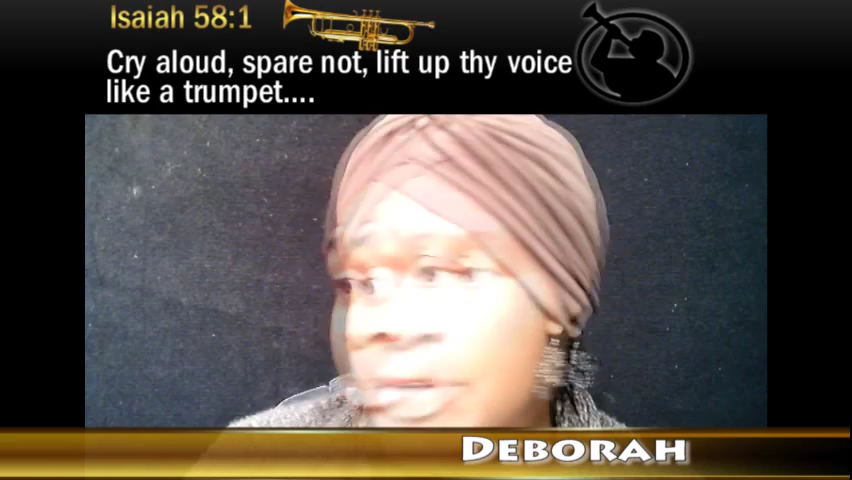 Isaiah 58:1
Cry aloud, spare not, lift up thy voice
like a trumpet....
DEBORAH